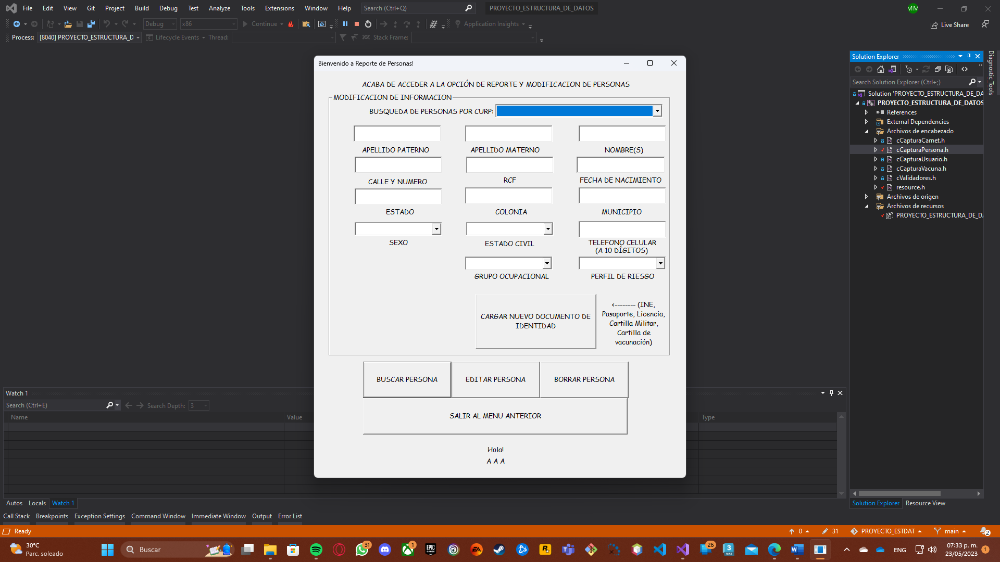 File Edit View Git Project Build Debug Test Analyze Tools Extensions Window Help Search (Ctrl+Q) PROYECTO_ESTRUCTURA_DE_DATOS MM
Debug x86 Continue Application Insights Live Share
Process: [8040] PROYECTO_ESTRUCTURA_D Lifecycle Events Thread: Stack Frame:
Bienvenido a Reporte de Personas!
ACABA DE ACCEDER A LA OPCIÓN DE REPORTE Y MODIFICACION DE PERSONAS
MODIFICACION DE INFORMACION
BUSQUEDA DE PERSONAS POR CURP:
APELLIDO PATERNO APELLIDO MATERNO NOMBRE(S)
CALLE Y NUMERO RCF FECHA DE NACIMIENTO
ESTADO COLONIA MUNICIPIO
SEXO ESTADO CIVIL TELEFONO CELULAR
(A 10 DÍGITOS)
GRUPO OCUPACIONAL PERFIL DE RIESGO
CARGAR NUEVO DOCUMENTO DE
IDENTIDAD
<-------- (INE,
Pasaporte, Licencia,
Cartilla Militar,
Cartilla de
vacunación)
BUSCAR PERSONA EDITAR PERSONA BORRAR PERSONA
SALIR AL MENU ANTERIOR
Hola!
A A A
Solution Explorer
Search Solution Explorer (Ctrl+;)
Solution 'PROYECTO_ESTRUCTURA_DE_DA
PROYECTO_ESTRUCTURA_DE_DATOS
References
External Dependencies
Archivos de encabezado
cCapturaCarnet.h
cCapturaPersona.h
cCapturaUsuario.h
cCapturaVacuna.h
cValidadores.h
resource.h
Archivos de origen
Archivos de recursos
PROYECTO_ESTRUCTURA_DE_DA
Solution Explorer Resource View
Diagnostic Tools
Watch 1
Search (Ctrl+E) Search Depth: 3
Name Value Type
Autos Locals Watch 1
Call Stack Breakpoints Exception Settings Command Window Immediate Window Output Error List
Ready 0 31 PROYECTO_ESTDAT main 2
30°C
Parc. soleado
Buscar 31 1 EPIC GAMES EA R 26 3 MAX W ENG
07:33 p. m.
23/05/2023
1